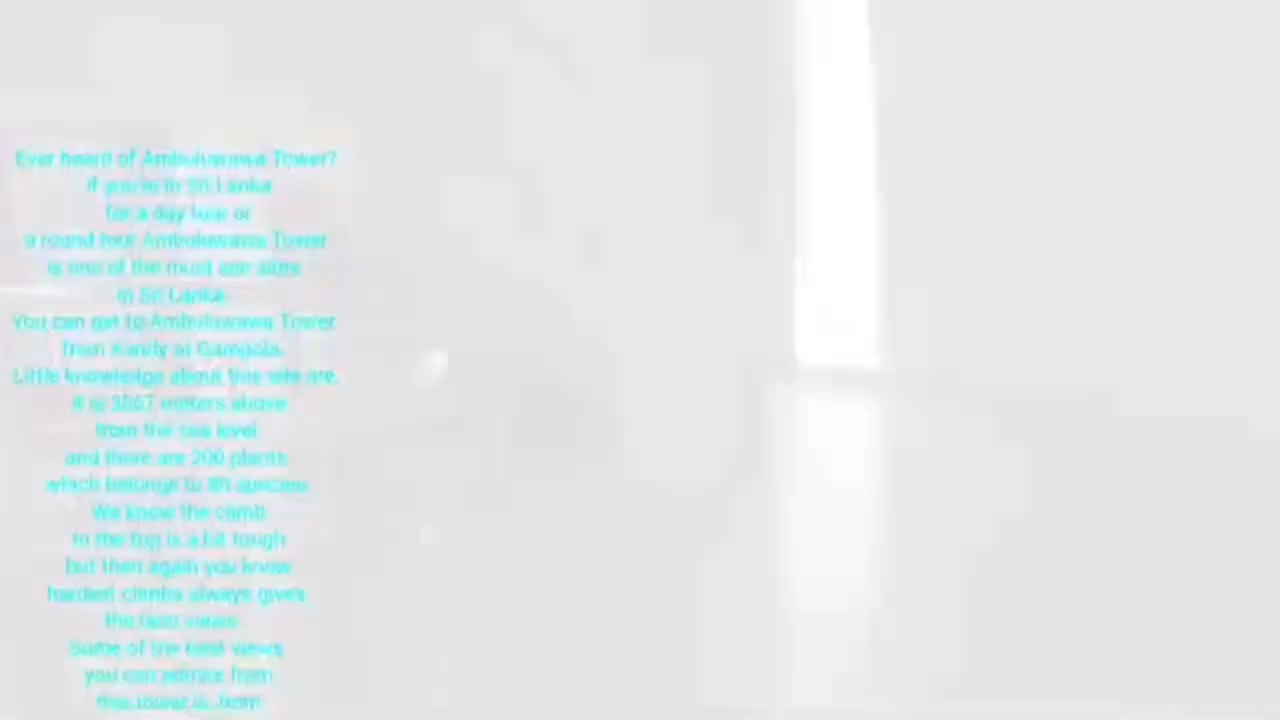 Ever heard of Ambuluwawa Tower?
If you're in Sri Lanka
for a day tour or
a round tour Ambuluwawa Tower
is one of the must see sites
in Sri Lanka.
You can get to Ambuluwawa Tower
from Kandy or Gampola.
Little knowledge about this site are,
it is 3567 meters above
from the sea level
and there are 200 plants
which belongs to 80 species.
We know the
to the top is a bit tough
but then again you know
hardest climbs always gives
the best views.
Some of the best views
you can witness from
this tower is, from